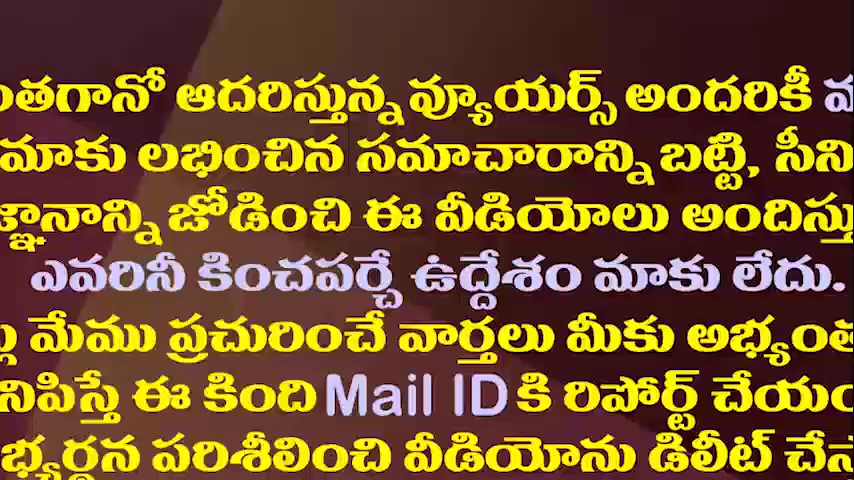 ంతగానో ఆదరిస్తున్న వ్యూయర్స్ అందరికీ
మాకు లభించిన సమాచారాన్ని బట్టి, సీని
జ్ఞానాన్ని జోడించి ఈ వీడియోలు అందిస్తు
ఎవరినీ కించపర్చే ఉద్దేశం మాకు లేదు.
మేము ప్రచురించే వార్తలు మీకు అభ్యంత
నిపిస్తే ఈ కింది Mail ID కి రిపోర్ట్ చేయం
భ్యర్థన పరిశీలించి వీడియోను డిలీట్ చేస